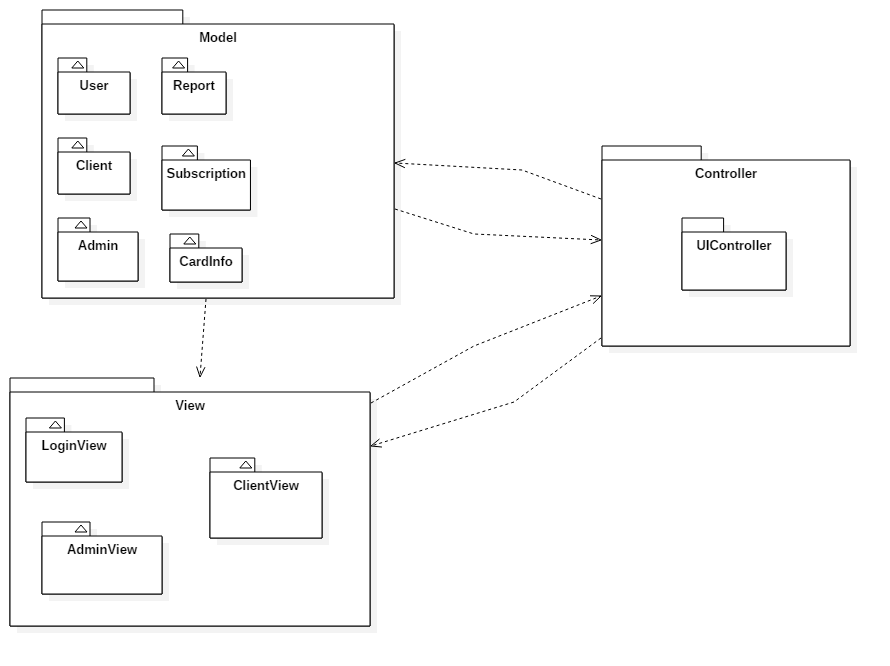 Model
User
Report
Client
Subscription
Admin
CardInfo
Controller
UIController
View
LoginView
ClientView
AdminView